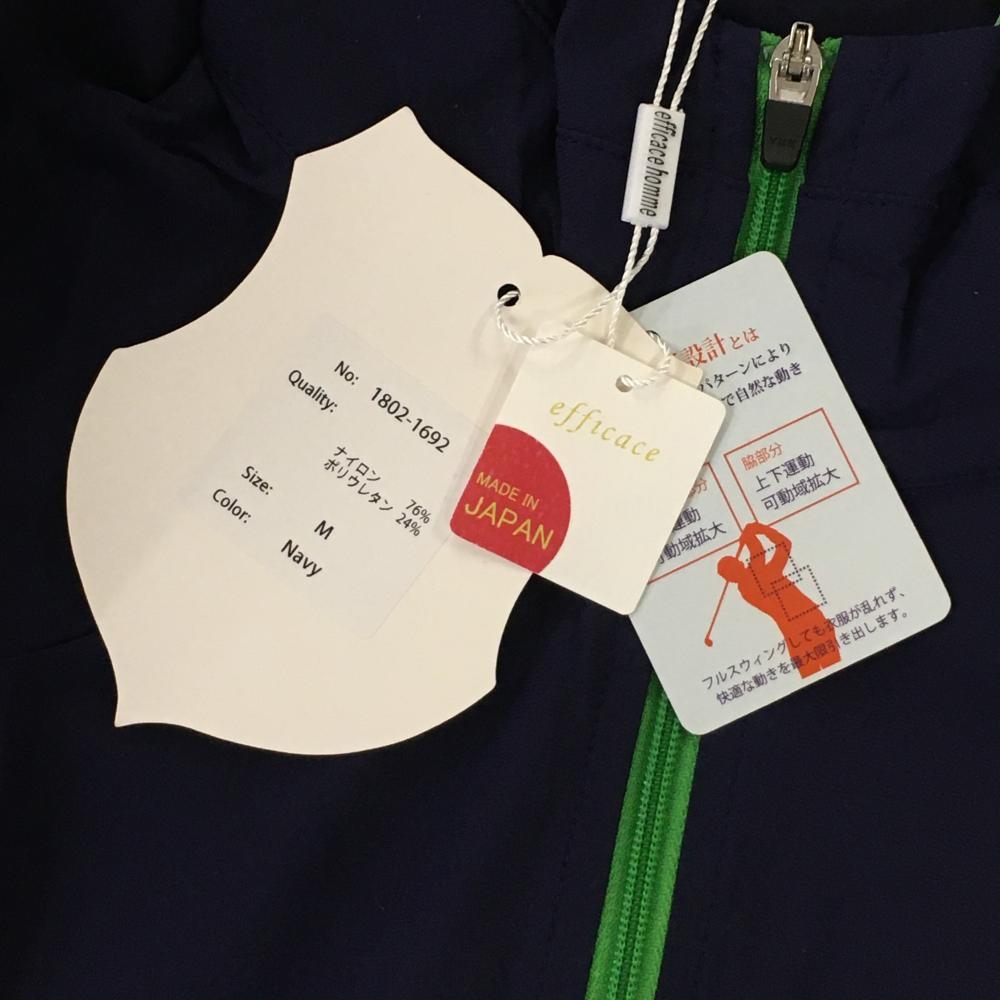 No: 1802-1692
Quality:
ナイロン 76%
ポリウレタン 24%
Size: M
Color: Navy
efficace homme
YKK
efficace
MADE IN
JAPAN
設計とは
パターンにより
で自然な動き
脇部分
上下運動
可動域拡大
分
運動
可動域拡大
フルスウィングしても衣服が乱れず、
快適な動きを最大限引き出します。